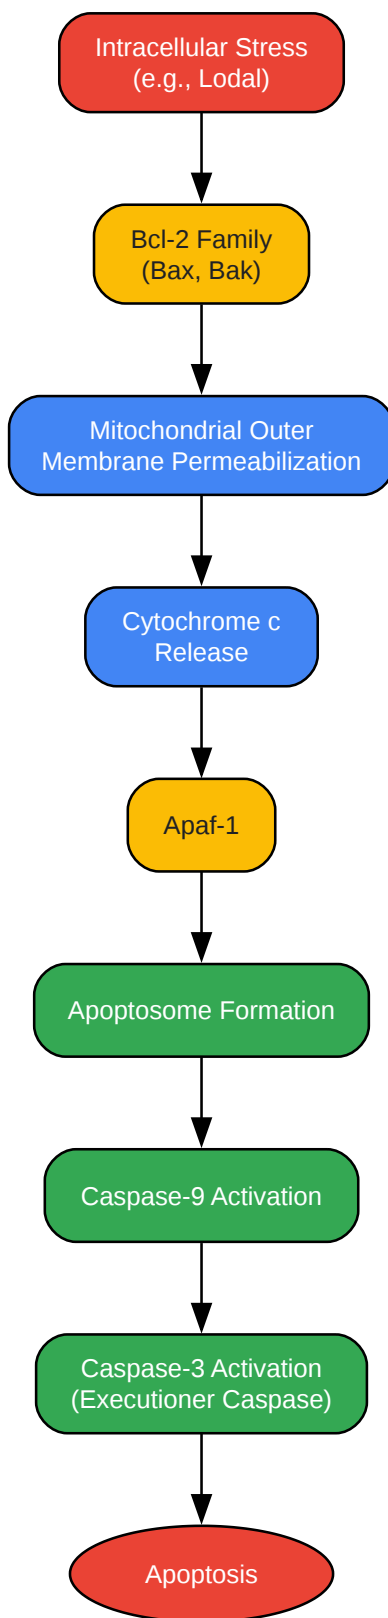 Intracellular Stress
(e.g., Lodal)
Bcl-2 Family
(Bax, Bak)
Mitochondrial Outer
Membrane Permeabilization
Cytochrome c
Release
Apaf-1
Apoptosome Formation
Caspase-9 Activation
Caspase-3 Activation
(Executioner Caspase)
Apoptosis